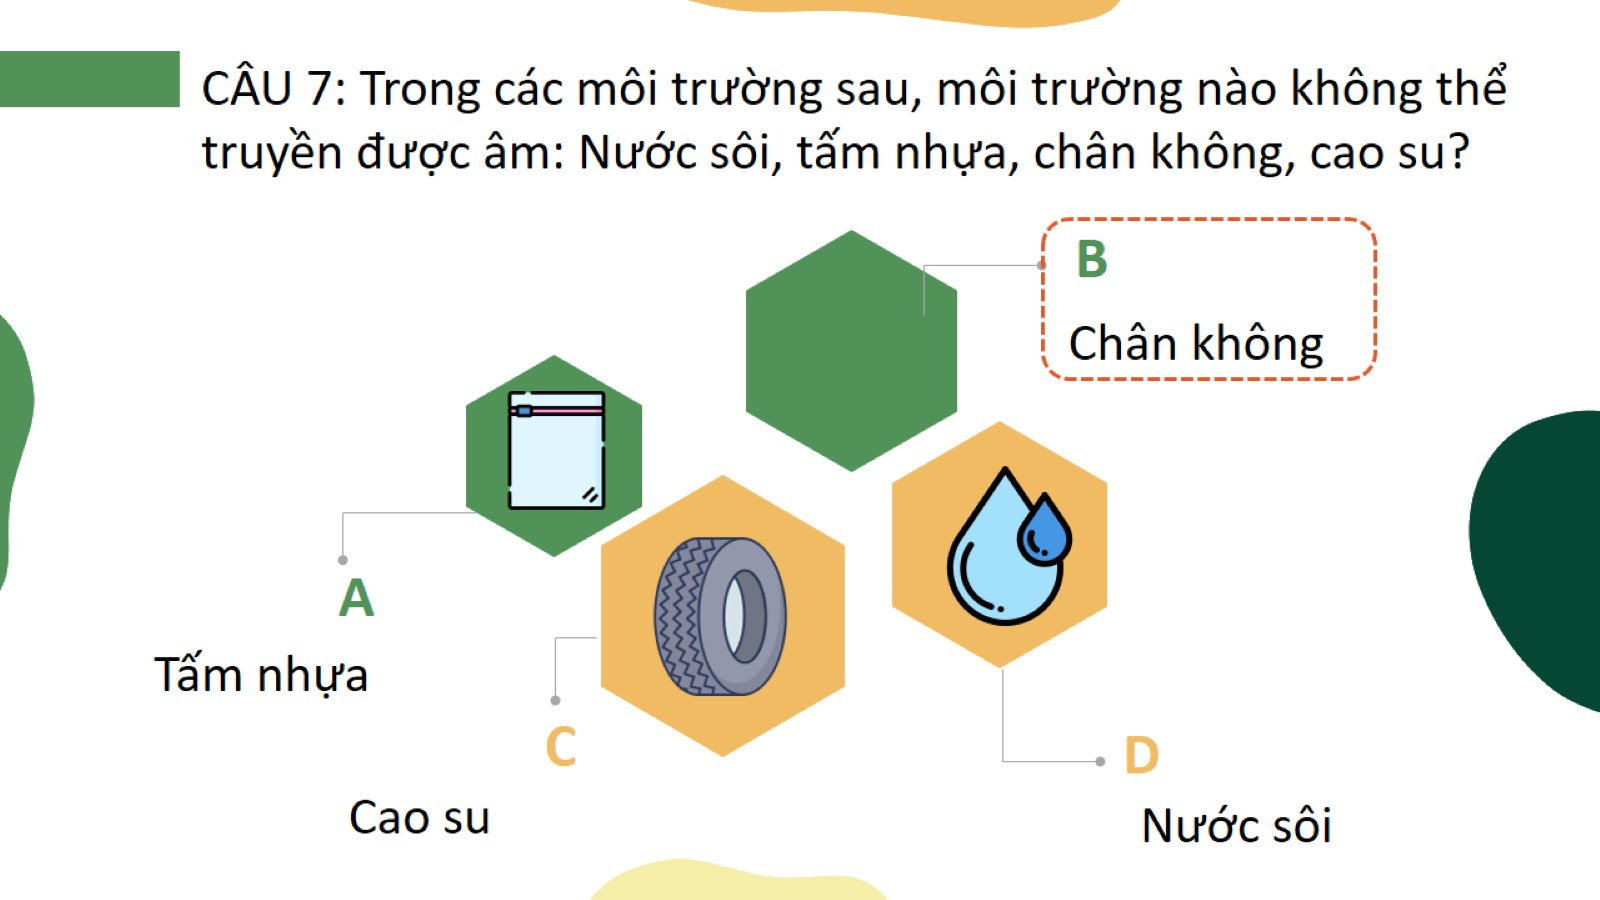 CÂU 7: Trong các môi trường sau, môi trường nào không thể
truyền được âm: Nước sôi, tấm nhựa, chân không, cao su?
B
Chân không
A
Tấm nhựa
C
Cao su
D
Nước sôi